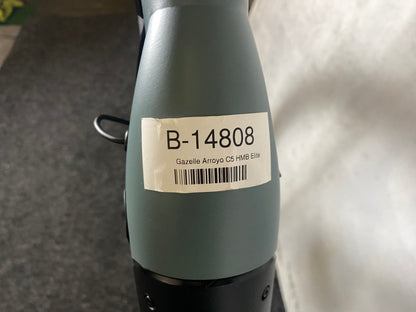 B-14808
Gazelle Arroyo C5 HMB Elite